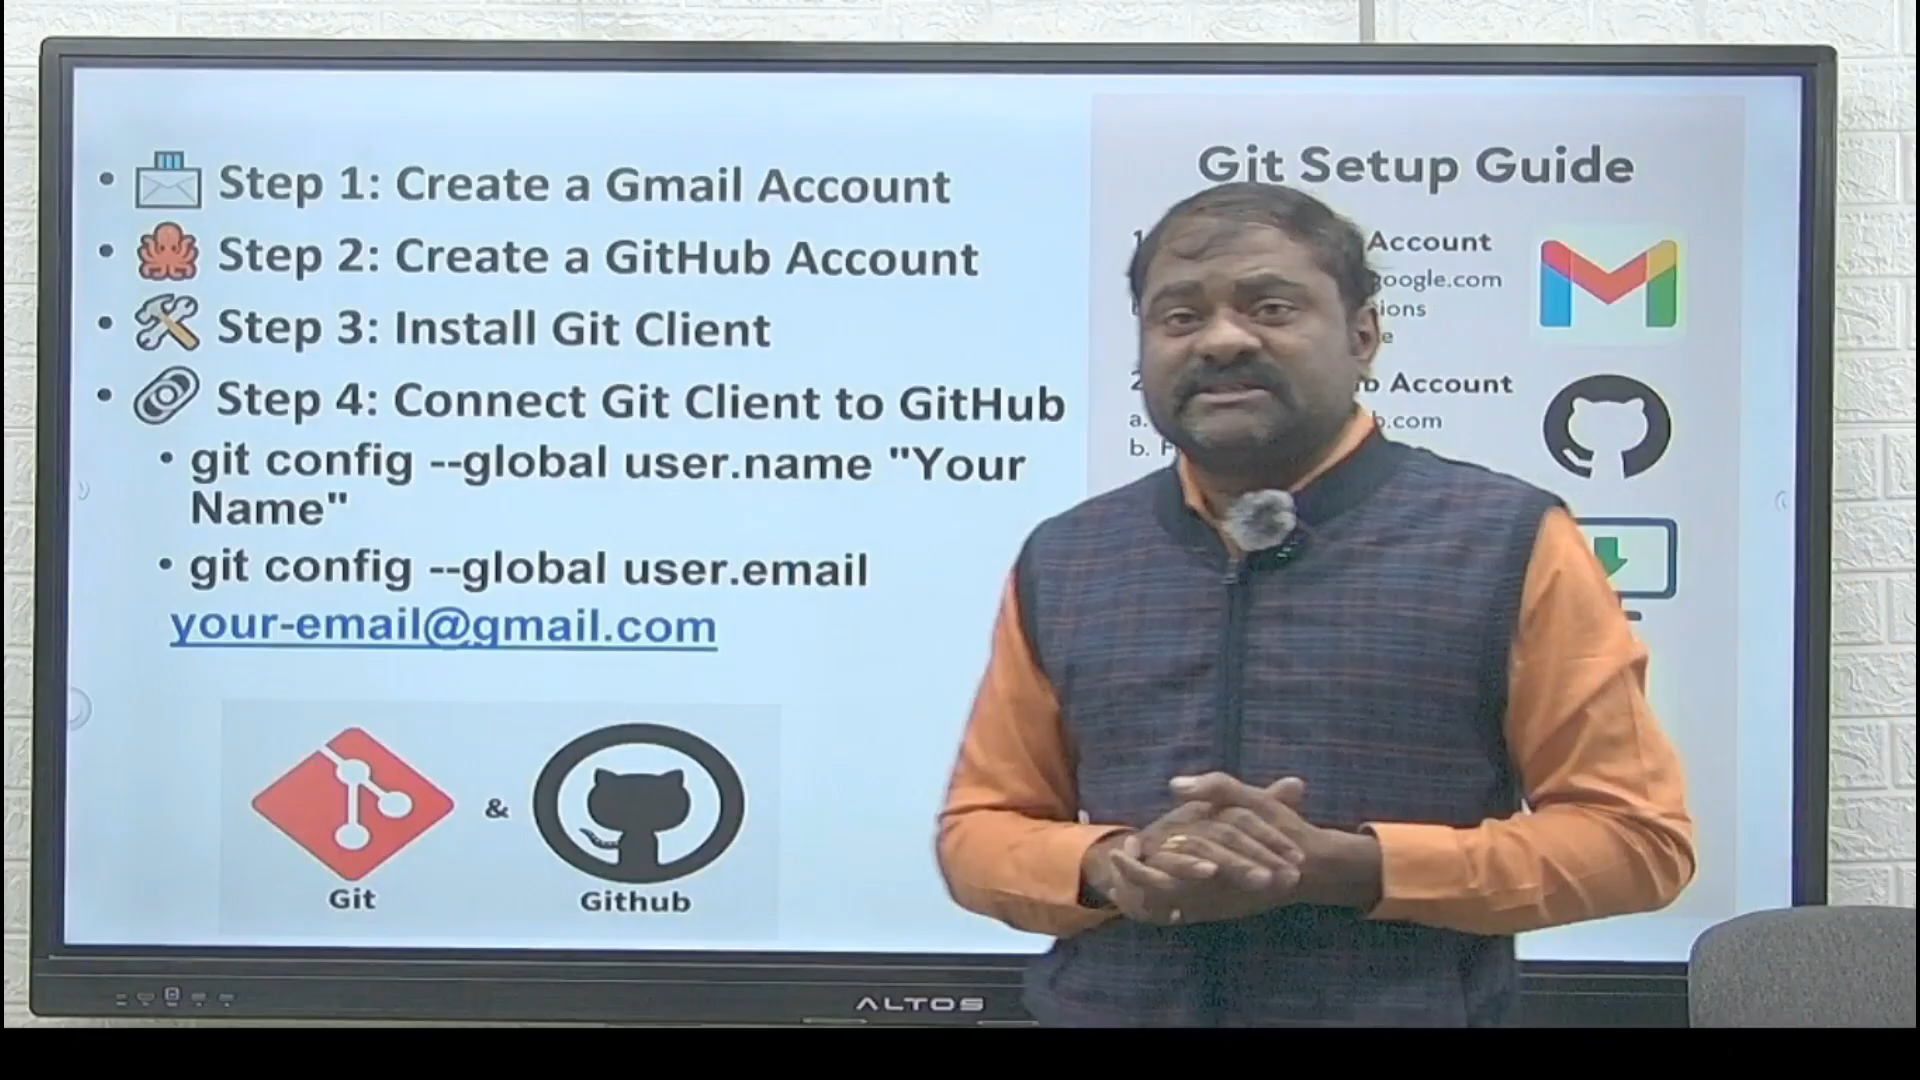 Step 1: Create a Gmail Account
Step 2: Create a GitHub Account
Step 3: Install Git Client
Step 4: Connect Git Client to GitHub
git config --global user.name "Your
Name"
git config --global user.email
your-email@gmail.com
Git
&
Github
Git Setup Guide
Account
google.com
Account
b.com
a.
b.
ALTOS